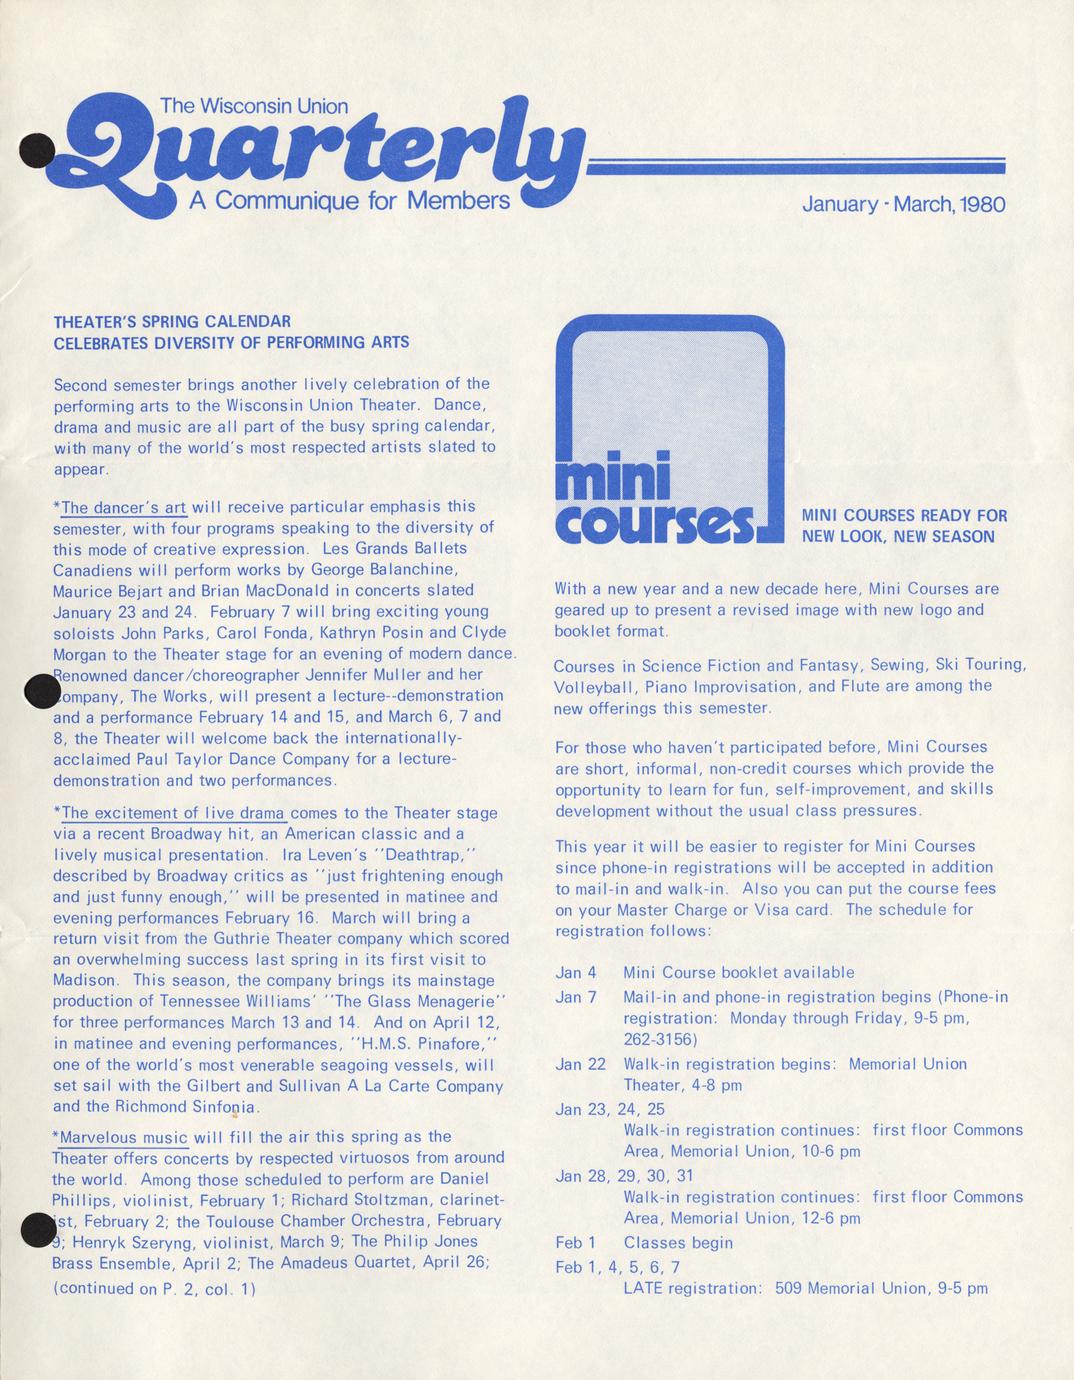 The Wisconsin Union
Quarterly
A Communique for Members
January - March, 1980
THEATER'S SPRING CALENDAR
CELEBRATES DIVERSITY OF PERFORMING ARTS
Second semester brings another lively celebration of the
performing arts to the Wisconsin Union Theater. Dance,
drama and music are all part of the busy spring calendar,
with many of the world's most respected artists slated to
appear.
*The dancer's art will receive particular emphasis this
semester, with four programs speaking to the diversity of
this mode of creative expression. Les Grands Ballets
Canadiens will perform works by George Balanchine,
Maurice Bejart and Brian MacDonald in concerts slated
January 23 and 24. February 7 will bring exciting young
soloists John Parks, Carol Fonda, Kathryn Posin and Clyde
Morgan to the Theater stage for an evening of modern dance.
Renowned dancer/choreographer Jennifer Muller and her
company, The Works, will present a lecture--demonstration
and a performance February 14 and 15, and March 6, 7 and
8, the Theater will welcome back the internationally-
acclaimed Paul Taylor Dance Company for a lecture-
demonstration and two performances.
*The excitement of live drama comes to the Theater stage
via a recent Broadway hit, an American classic and a
lively musical presentation. Ira Leven's ''Deathtrap,''
described by Broadway critics as ''just frightening enough
and just funny enough,'' will be presented in matinee and
evening performances February 16. March will bring a
return visit from the Guthrie Theater company which scored
an overwhelming success last spring in its first visit to
Madison. This season, the company brings its mainstage
production of Tennessee Williams' ''The Glass Menagerie''
for three performances March 13 and 14. And on April 12,
in matinee and evening performances, ''H.M.S. Pinafore,''
one of the world's most venerable seagoing vessels, will
set sail with the Gilbert and Sullivan A La Carte Company
and the Richmond Sinfonia.
*Marvelous music will fill the air this spring as the
Theater offers concerts by respected virtuosos from around
the world. Among those scheduled to perform are Daniel
Phillips, violinist, February 1; Richard Stoltzman, clarinet-
ist, February 2; the Toulouse Chamber Orchestra, February
9; Henryk Szeryng, violinist, March 9; The Philip Jones
Brass Ensemble, April 2; The Amadeus Quartet, April 26;
(continued on P. 2, col. 1)
mini
courses
MINI COURSES READY FOR
NEW LOOK, NEW SEASON
With a new year and a new decade here, Mini Courses are
geared up to present a revised image with new logo and
booklet format.
Courses in Science Fiction and Fantasy, Sewing, Ski Touring,
Volleyball, Piano Improvisation, and Flute are among the
new offerings this semester.
For those who haven't participated before, Mini Courses
are short, informal, non-credit courses which provide the
opportunity to learn for fun, self-improvement, and skills
development without the usual class pressures.
This year it will be easier to register for Mini Courses
since phone-in registrations will be accepted in addition
to mail-in and walk-in. Also you can put the course fees
on your Master Charge or Visa card. The schedule for
registration follows:
Jan 4 Mini Course booklet available
Jan 7 Mail-in and phone-in registration begins (Phone-in
registration: Monday through Friday, 9-5 pm,
262-3156)
Jan 22 Walk-in registration begins: Memorial Union
Theater, 4-8 pm
Jan 23, 24, 25
Walk-in registration continues: first floor Commons
Area, Memorial Union, 10-6 pm
Jan 28, 29, 30, 31
Walk-in registration continues: first floor Commons
Area, Memorial Union, 12-6 pm
Feb 1 Classes begin
Feb 1, 4, 5, 6, 7
LATE registration: 509 Memorial Union, 9-5 pm